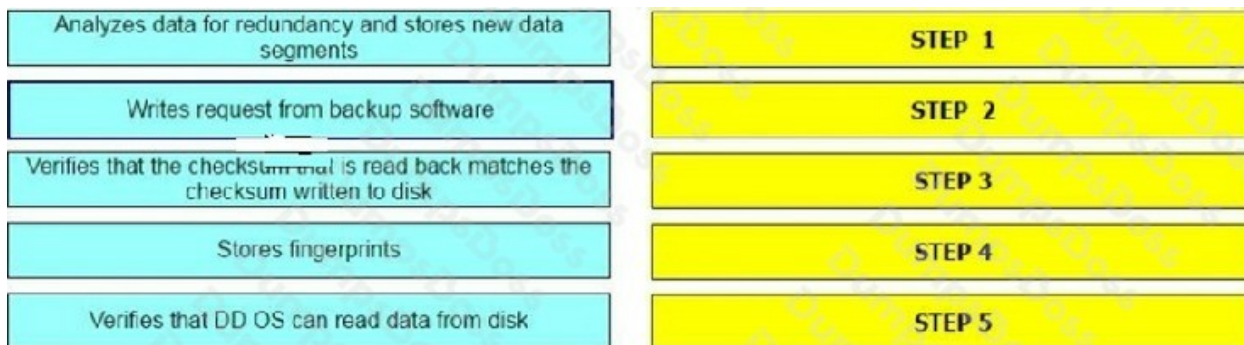 Analyzes data for redundancy and stores new data
segments
STEP 1
Writes request from backup software
STEP 2
Verifies that the checksum that is read back matches the
checksum written to disk
STEP 3
Stores fingerprints
STEP 4
Verifies that DD OS can read data from disk
STEP 5
DumpsDoss